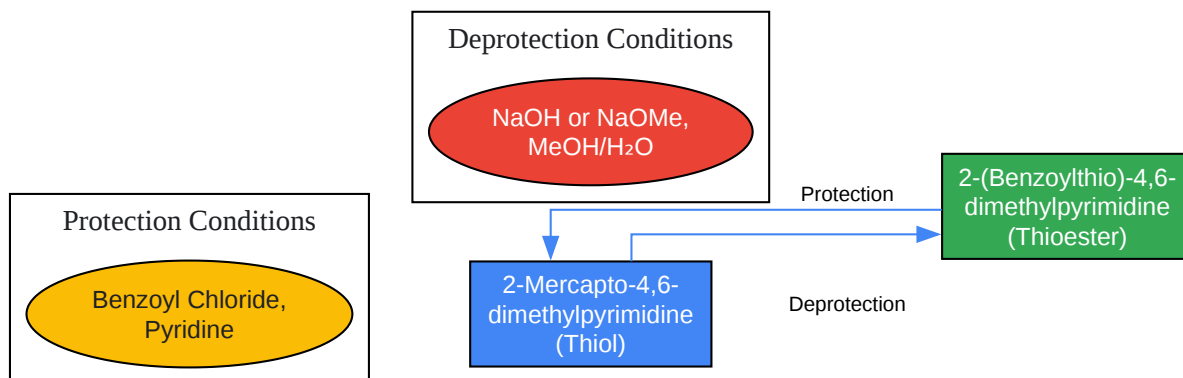 Deprotection Conditions
NaOH or NaOMe,
MeOH/H₂O
Protection Conditions
Benzoyl Chloride,
Pyridine
Protection
2-(Benzoylthio)-4,6-
dimethylpyrimidine
(Thioester)
2-Mercapto-4,6-
dimethylpyrimidine
(Thiol)
Deprotection